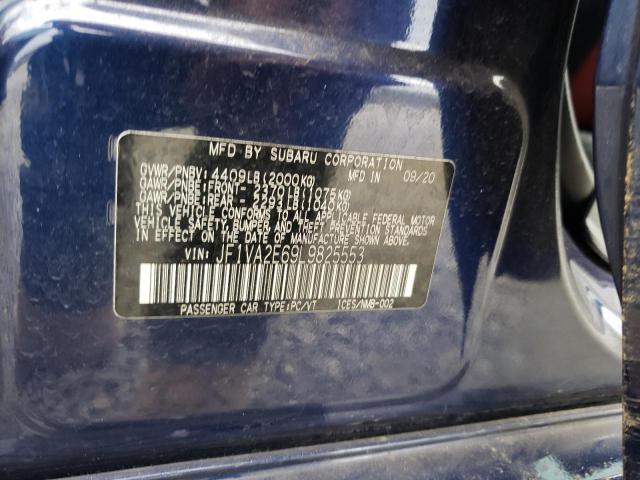 MFD BY SUBARU CORPORATION
MFD IN 09/20
GVWR/PNBV: 4409LB(2000KG)
GAWR/PNBE:FRONT- 2370LB(1075KG)
GAWR/PNBE:REAR - 2293LB(1040KG)
THIS VEHICLE CONFORMS TO ALL APPLICABLE FEDERAL MOTOR
VEHICLE SAFETY, BUMPER, AND THEFT PREVENTION STANDARDS
IN EFFECT ON THE DATE OF MANUFACTURE SHOWN ABOVE.
VIN: JF1VA2E69L9825553
PASSENGER CAR TYPE:PC/VT ICES/NMB-002